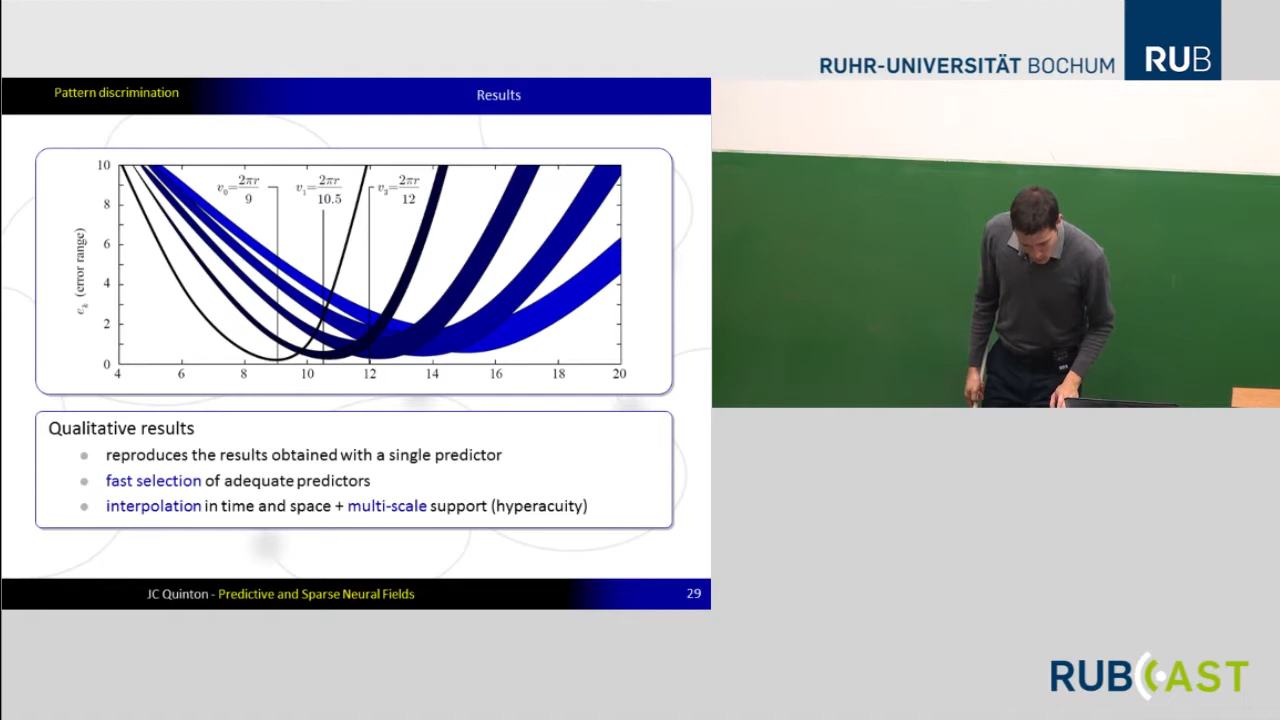 RUHR-UNIVERSITÄT BOCHUM
RUB
Pattern discrimination
Results
10
8
6
4
2
0
e_k (error range)
v₀=2πr/9
v₁=2πr/10.5
v₃=2πr/12
4 6 8 10 12 14 16 18 20
Qualitative results
reproduces the results obtained with a single predictor
fast selection of adequate predictors
interpolation in time and space + multi-scale support (hyperacuity)
JC Quinton - Predictive and Sparse Neural Fields
29
RUBCAST